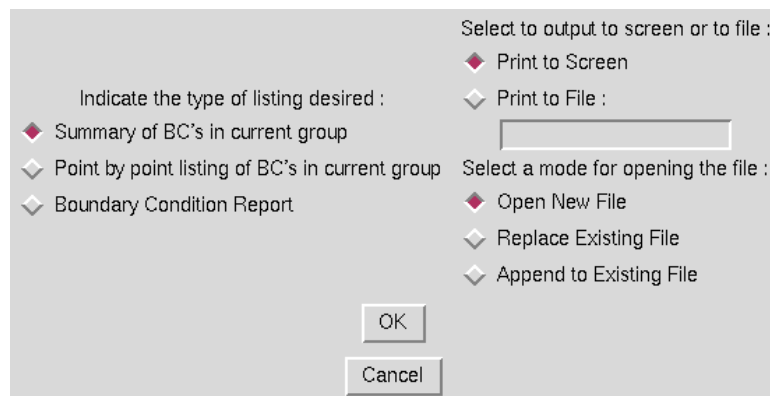 Indicate the type of listing desired :
Summary of BC's in current group
Point by point listing of BC's in current group
Boundary Condition Report
Select to output to screen or to file :
Print to Screen
Print to File :
Select a mode for opening the file :
Open New File
Replace Existing File
Append to Existing File
OK
Cancel